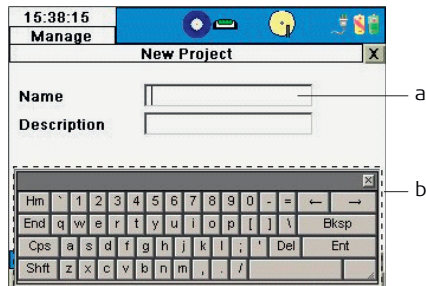 15:38:15
Manage
New Project X
Name a
Description
b
Hm ` 1 2 3 4 5 6 7 8 9 0 - = ← →
End q w e r t y u i o p [ ] \ Bksp
Cps a s d f g h j k l ; ' Del Ent
Shft z x c v b n m , . /